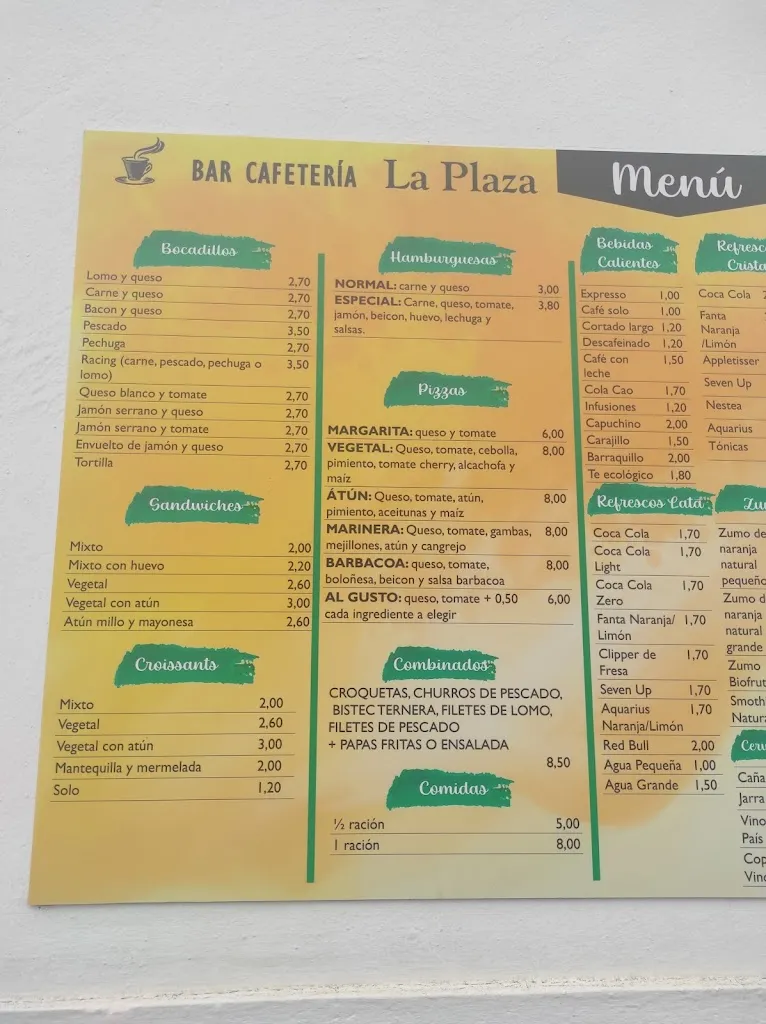 BAR CAFETERÍA La Plaza Menú
Bocadillos
Lomo y queso 2,70
Carne y queso 2,70
Bacon y queso 2,70
Pescado 3,50
Pechuga 2,70
Racing (carne, pescado, pechuga o 3,50
lomo)
Queso blanco y tomate 2,70
Jamón serrano y queso 2,70
Jamón serrano y tomate 2,70
Envuelto de jamón y queso 2,70
Tortilla 2,70
Sandwiches
Mixto 2,00
Mixto con huevo 2,20
Vegetal 2,60
Vegetal con atún 3,00
Atún millo y mayonesa 2,60
Croissants
Mixto 2,00
Vegetal 2,60
Vegetal con atún 3,00
Mantequilla y mermelada 2,00
Solo 1,20
Hamburguesas
NORMAL: carne y queso 3,00
ESPECIAL: Carne, queso, tomate, 3,80
jamón, beicon, huevo, lechuga y
salsas.
Pizzas
MARGARITA: queso y tomate 6,00
VEGETAL: Queso, tomate, cebolla, 8,00
pimiento, tomate cherry, alcachofa y
maíz
ÁTÚN: Queso, tomate, atún, 8,00
pimiento, aceitunas y maíz
MARINERA: Queso, tomate, gambas, 8,00
mejillones, atún y cangrejo
BARBACOA: queso, tomate, 8,00
boloñesa, beicon y salsa barbacoa
AL GUSTO: queso, tomate + 0,50 6,00
cada ingrediente a elegir
Combinados
CROQUETAS, CHURROS DE PESCADO,
BISTEC TERNERA, FILETES DE LOMO,
FILETES DE PESCADO
+ PAPAS FRITAS O ENSALADA
8,50
Comidas
½ ración 5,00
1 ración 8,00
Bebidas
Calientes
Expresso 1,00
Café solo 1,00
Cortado largo 1,20
Descafeinado 1,20
Café con 1,50
leche
Cola Cao 1,70
Infusiones 1,20
Capuchino 2,00
Carajillo 1,50
Barraquillo 2,00
Te ecológico 1,80
Refrescos Lata
Coca Cola 1,70
Coca Cola 1,70
Light
Coca Cola 1,70
Zero
Fanta Naranja/ 1,70
Limón
Clipper de 1,70
Fresa
Seven Up 1,70
Aquarius 1,70
Naranja/Limón
Red Bull 2,00
Agua Pequeña 1,00
Agua Grande 1,50
Refresc
Crista
Coca Cola
Fanta
Naranja
/Limón
Appletisser
Seven Up
Nestea
Aquarius
Tónicas
Zu
Zumo de
naranja
natural
pequeño
Zumo d
naranja
natural
grande
Zumo
Biofrut
Smoth
Natura
Cerv
Caña
Jarra
Vino
País
Cop
Vino